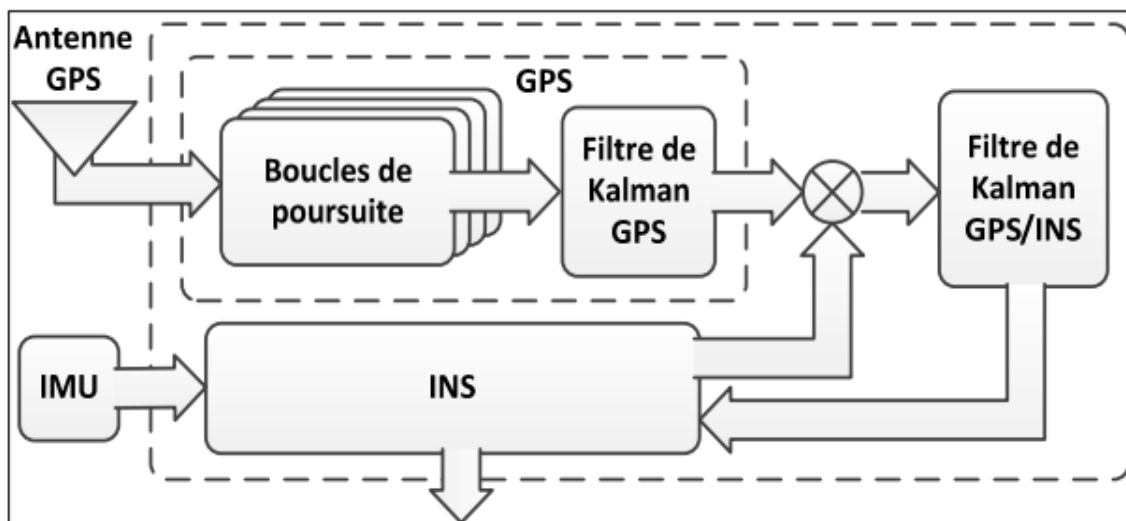 Antenne
GPS
GPS
Boucles de
poursuite
Filtre de
Kalman
GPS
Filtre de
Kalman
GPS/INS
IMU
INS